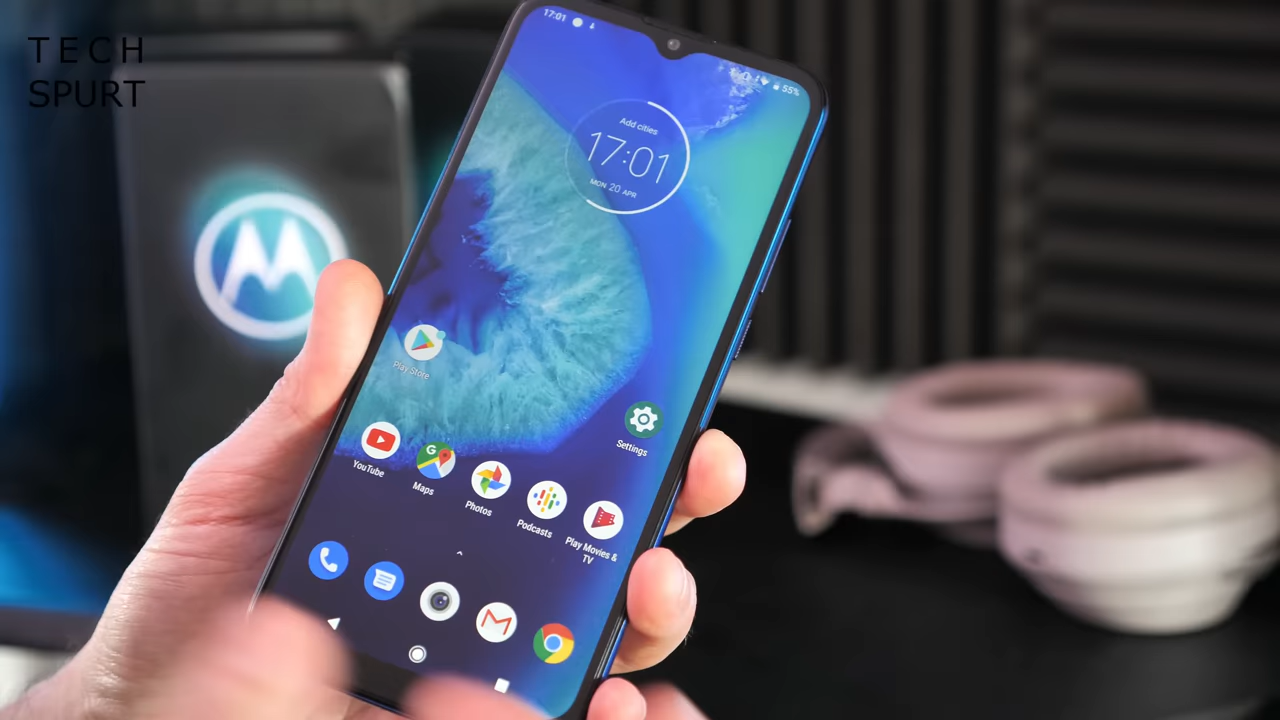 TECH
SPURT
17:01
55%
Add cities
17:01
MON 20 APR
Play Store
Settings
YouTube
Maps
Photos
Podcasts
Play Movies &
TV